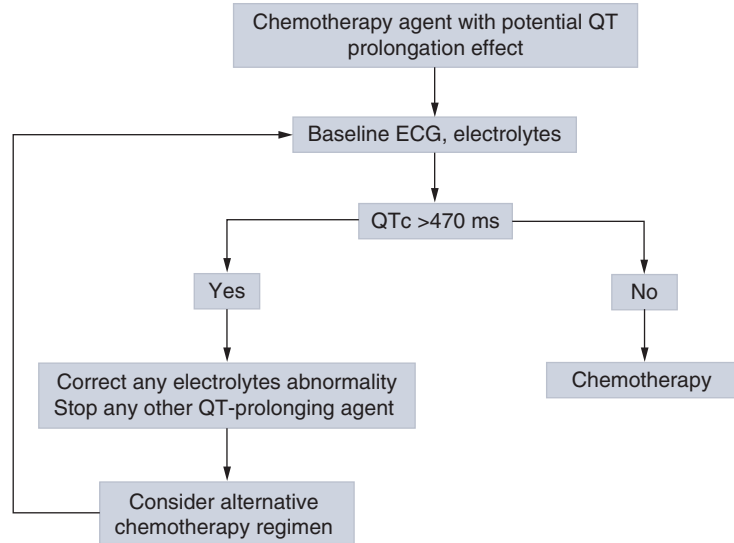 Chemotherapy agent with potential QT
prolongation effect
Baseline ECG, electrolytes
QTc >470 ms
Yes
No
Correct any electrolytes abnormality
Stop any other QT-prolonging agent
Chemotherapy
Consider alternative
chemotherapy regimen